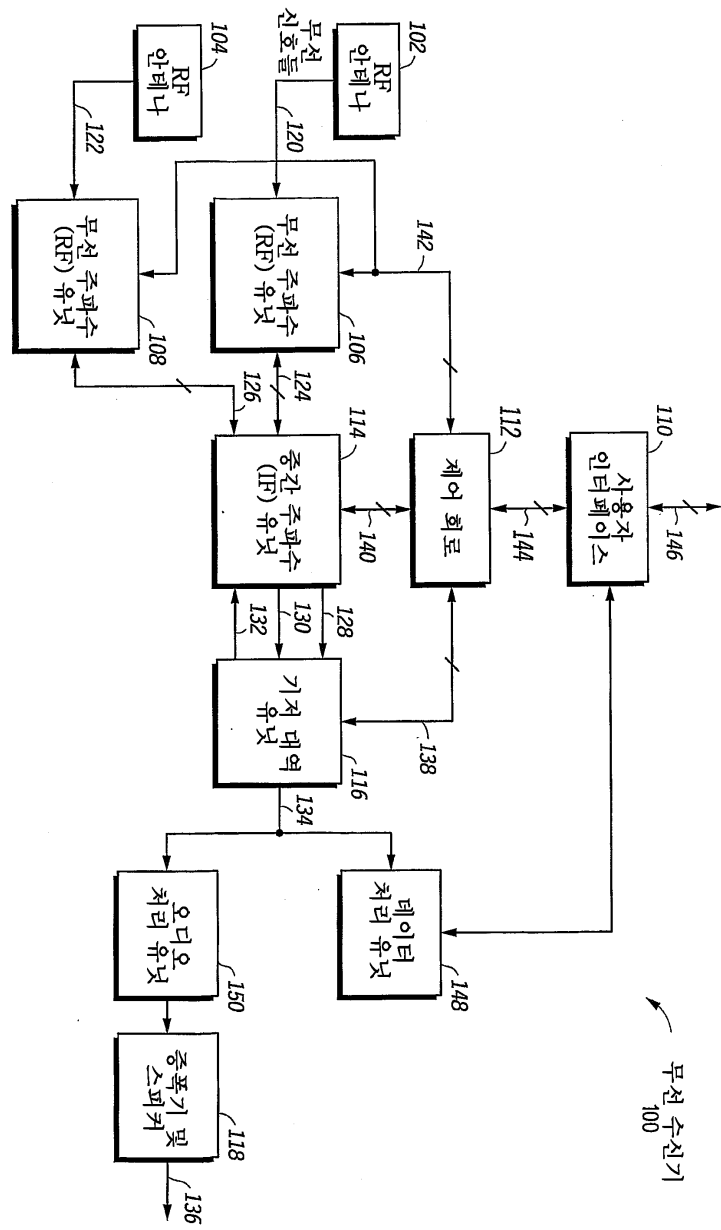 무선 수신기
100
146
110
사용자
인터페이스
144
142
112
제어 회로
140
138
102
RF
안테나
무선
신호들
120
무선 주파수
(RF) 유닛
106
124
114
중간 주파수
(IF) 유닛
128
130
132
기저 대역
유닛
116
134
데이터
처리 유닛
148
104
RF
안테나
122
무선 주파수
(RF) 유닛
108
126
오디오
처리 유닛
150
증폭기 및
스피커
118
136